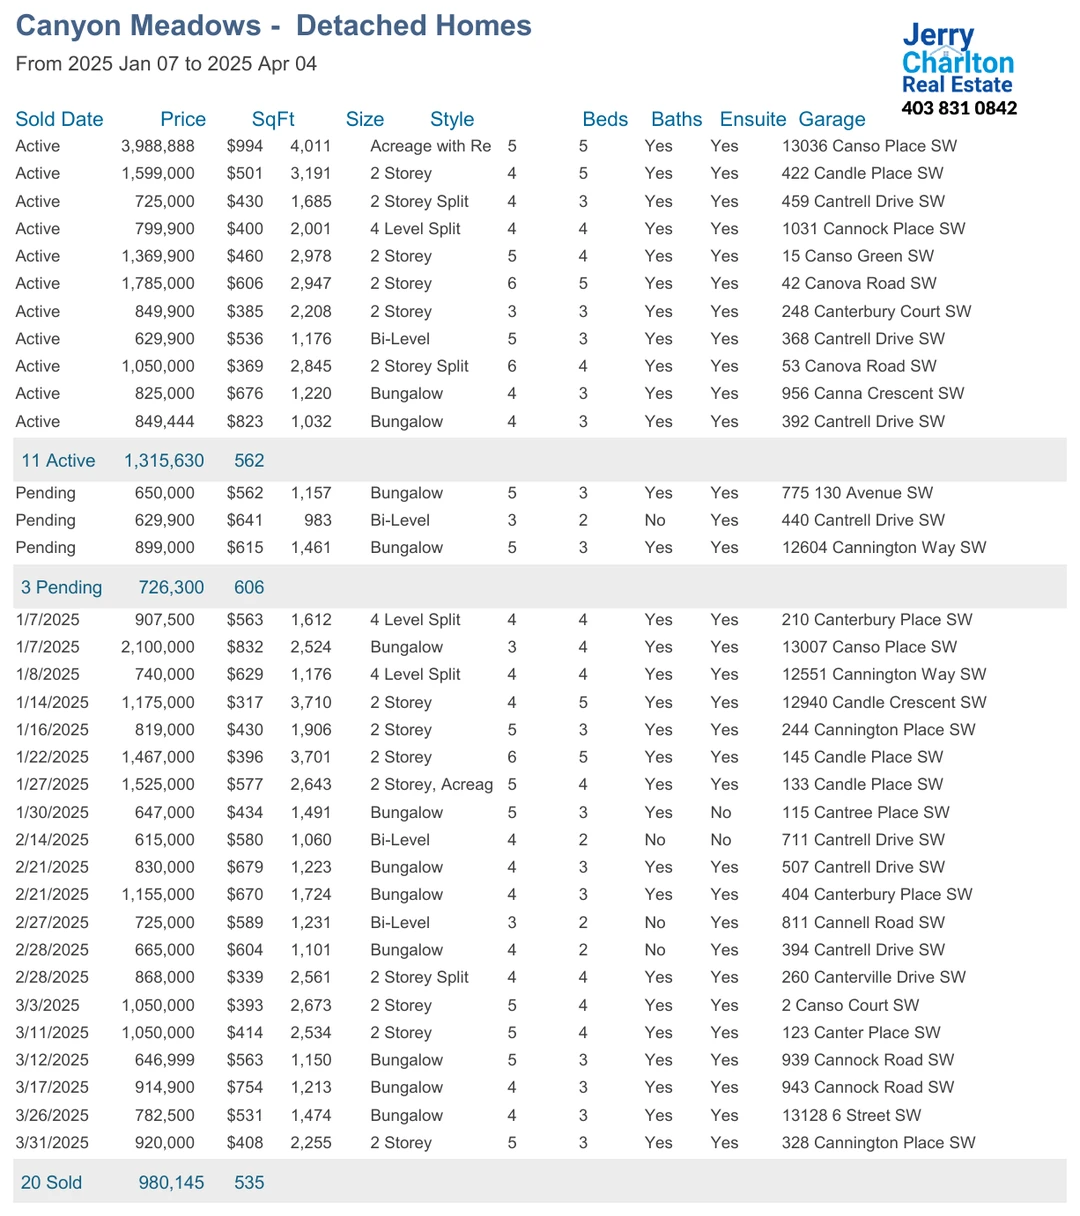 Canyon Meadows - Detached Homes
From 2025 Jan 07 to 2025 Apr 04
Jerry
Charlton
Real Estate
403 831 0842
Sold Date Price SqFt Size Style Beds Baths Ensuite Garage
Active 3,988,888 $994 4,011 Acreage with Re 5 5 Yes Yes 13036 Canso Place SW
Active 1,599,000 $501 3,191 2 Storey 4 5 Yes Yes 422 Candle Place SW
Active 725,000 $430 1,685 2 Storey Split 4 3 Yes Yes 459 Cantrell Drive SW
Active 799,900 $400 2,001 4 Level Split 4 4 Yes Yes 1031 Cannock Place SW
Active 1,369,900 $460 2,978 2 Storey 5 4 Yes Yes 15 Canso Green SW
Active 1,785,000 $606 2,947 2 Storey 6 5 Yes Yes 42 Canova Road SW
Active 849,900 $385 2,208 2 Storey 3 3 Yes Yes 248 Canterbury Court SW
Active 629,900 $536 1,176 Bi-Level 5 3 Yes Yes 368 Cantrell Drive SW
Active 1,050,000 $369 2,845 2 Storey Split 6 4 Yes Yes 53 Canova Road SW
Active 825,000 $676 1,220 Bungalow 4 3 Yes Yes 956 Canna Crescent SW
Active 849,444 $823 1,032 Bungalow 4 3 Yes Yes 392 Cantrell Drive SW
11 Active 1,315,630 562
Pending 650,000 $562 1,157 Bungalow 5 3 Yes Yes 775 130 Avenue SW
Pending 629,900 $641 983 Bi-Level 3 2 No Yes 440 Cantrell Drive SW
Pending 899,000 $615 1,461 Bungalow 5 3 Yes Yes 12604 Cannington Way SW
3 Pending 726,300 606
1/7/2025 907,500 $563 1,612 4 Level Split 4 4 Yes Yes 210 Canterbury Place SW
1/7/2025 2,100,000 $832 2,524 Bungalow 3 4 Yes Yes 13007 Canso Place SW
1/8/2025 740,000 $629 1,176 4 Level Split 4 4 Yes Yes 12551 Cannington Way SW
1/14/2025 1,175,000 $317 3,710 2 Storey 4 5 Yes Yes 12940 Candle Crescent SW
1/16/2025 819,000 $430 1,906 2 Storey 5 3 Yes Yes 244 Cannington Place SW
1/22/2025 1,467,000 $396 3,701 2 Storey 6 5 Yes Yes 145 Candle Place SW
1/27/2025 1,525,000 $577 2,643 2 Storey, Acreag 5 4 Yes Yes 133 Candle Place SW
1/30/2025 647,000 $434 1,491 Bungalow 5 3 Yes No 115 Cantree Place SW
2/14/2025 615,000 $580 1,060 Bi-Level 4 2 No No 711 Cantrell Drive SW
2/21/2025 830,000 $679 1,223 Bungalow 4 3 Yes Yes 507 Cantrell Drive SW
2/21/2025 1,155,000 $670 1,724 Bungalow 4 3 Yes Yes 404 Canterbury Place SW
2/27/2025 725,000 $589 1,231 Bi-Level 3 2 No Yes 811 Cannell Road SW
2/28/2025 665,000 $604 1,101 Bungalow 4 2 No Yes 394 Cantrell Drive SW
2/28/2025 868,000 $339 2,561 2 Storey Split 4 4 Yes Yes 260 Canterville Drive SW
3/3/2025 1,050,000 $393 2,673 2 Storey 5 4 Yes Yes 2 Canso Court SW
3/11/2025 1,050,000 $414 2,534 2 Storey 5 4 Yes Yes 123 Canter Place SW
3/12/2025 646,999 $563 1,150 Bungalow 5 3 Yes Yes 939 Cannock Road SW
3/17/2025 914,900 $754 1,213 Bungalow 4 3 Yes Yes 943 Cannock Road SW
3/26/2025 782,500 $531 1,474 Bungalow 4 3 Yes Yes 13128 6 Street SW
3/31/2025 920,000 $408 2,255 2 Storey 5 3 Yes Yes 328 Cannington Place SW
20 Sold 980,145 535